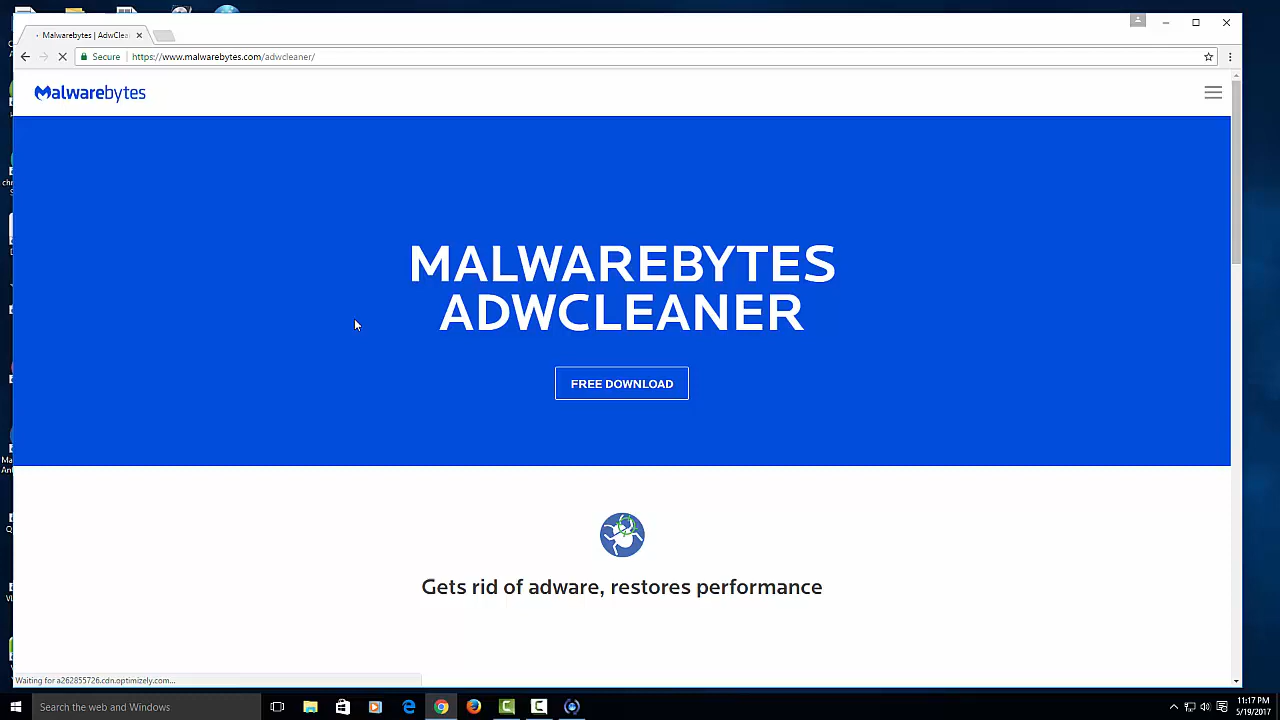 Malwarebytes | AdwClea
Secure https://www.malwarebytes.com/adwcleaner/
Malwarebytes
MALWAREBYTES
ADWCLEANER
FREE DOWNLOAD
Gets rid of adware, restores performance
Waiting for a262855726.cdn.optimizely.com...
Search the web and Windows
11:17 PM
5/19/2017